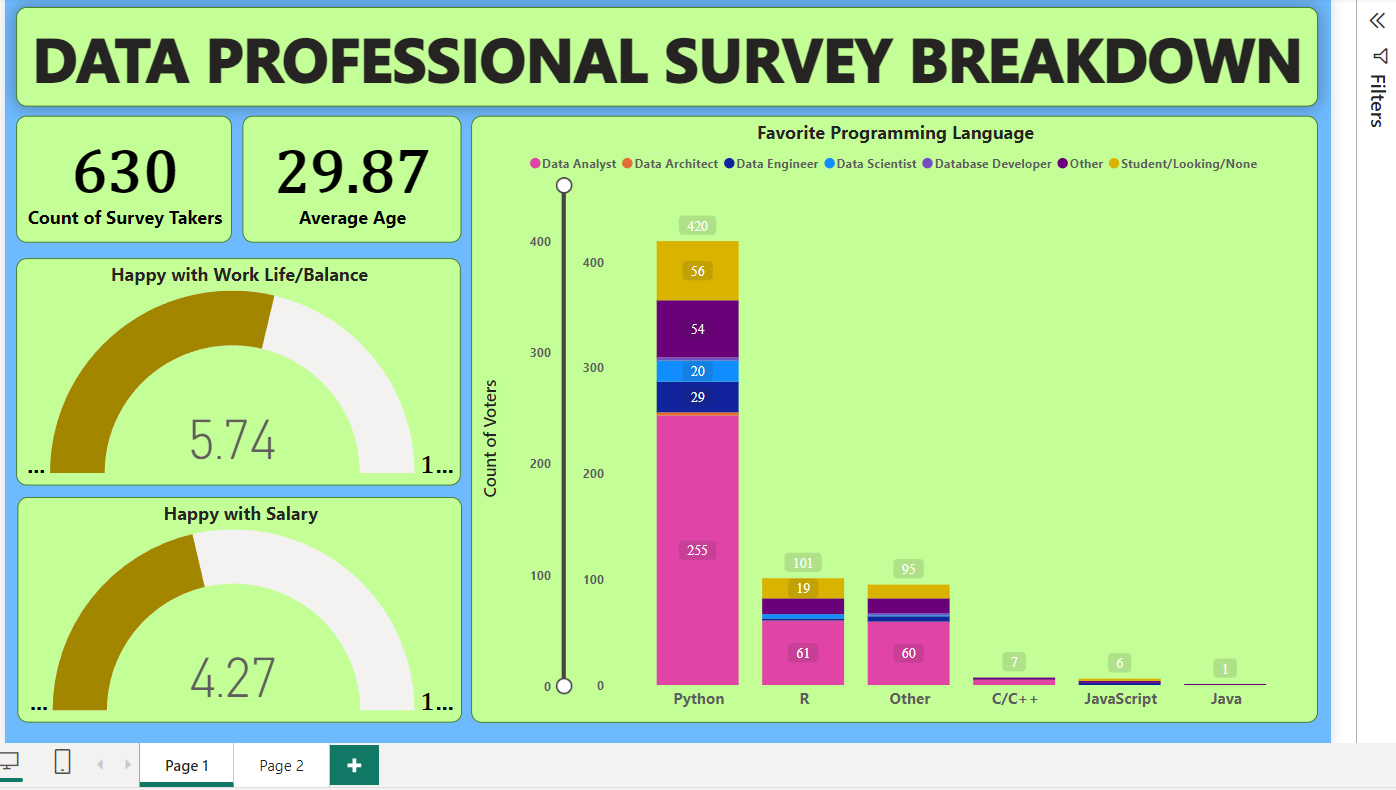 DATA PROFESSIONAL SURVEY BREAKDOWN
630
Count of Survey Takers
29.87
Average Age
Happy with Work Life/Balance
5.74
...
1...
Happy with Salary
4.27
...
1...
Favorite Programming Language
Data Analyst Data Architect Data Engineer Data Scientist Database Developer Other Student/Looking/None
Count of Voters
400
300
200
100
0
400
300
200
100
0
420
56
54
20
29
255
101
19
61
95
60
7
6
1
Python R Other C/C++ JavaScript Java
Filters
Page 1 Page 2